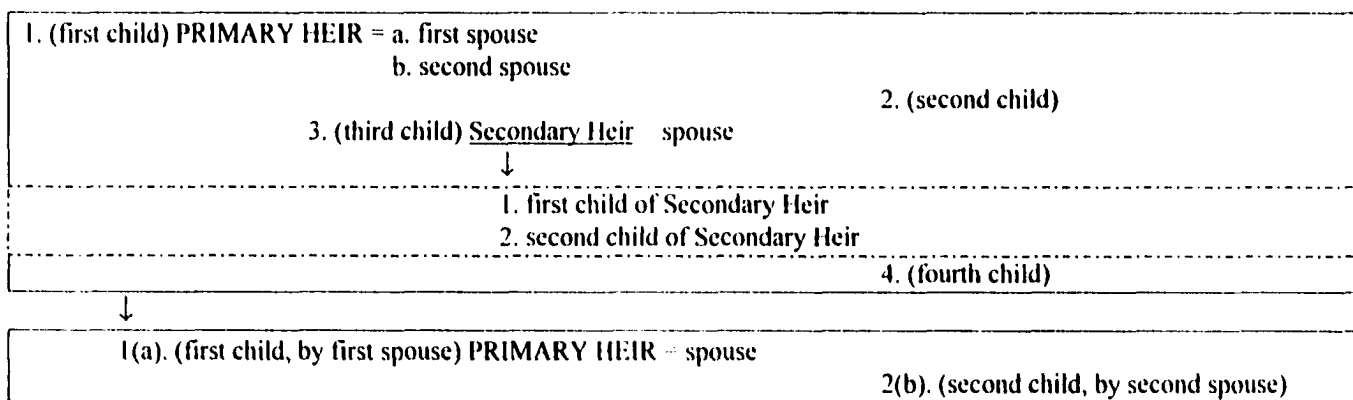 1. (first child) PRIMARY HEIR = a. first spouse
b. second spouse
2. (second child)
3. (third child) Secondary Heir spouse
↓
1. first child of Secondary Heir
2. second child of Secondary Heir
4. (fourth child)
↓
1(a). (first child, by first spouse) PRIMARY HEIR = spouse
2(b). (second child, by second spouse)